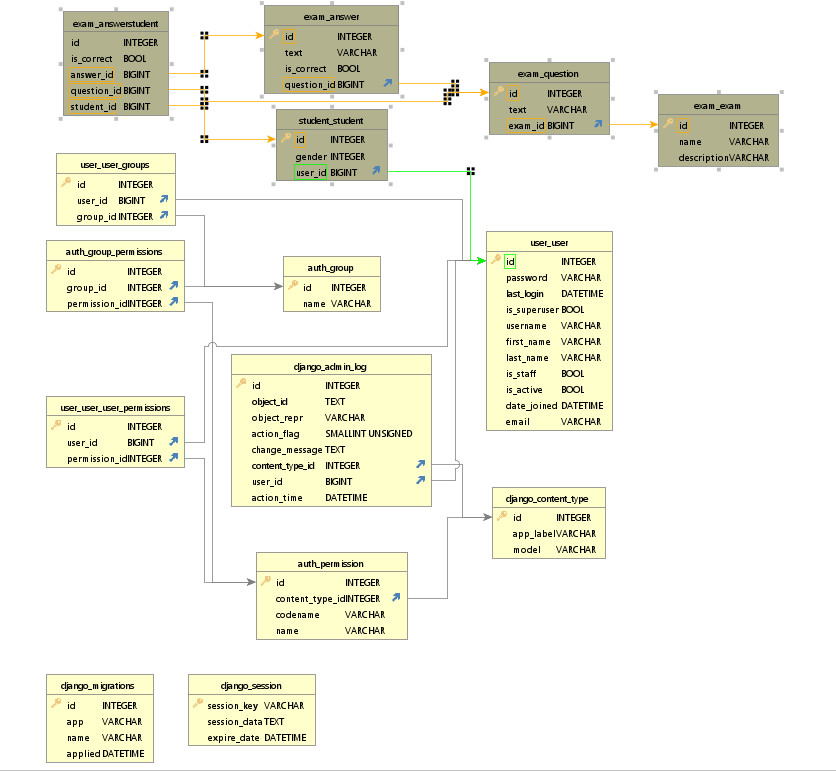 exam_answerstudent
id INTEGER
is_correct BOOL
answer_id BIGINT
question_id BIGINT
student_id BIGINT
exam_answer
id INTEGER
text VARCHAR
is_correct BOOL
question_id BIGINT
exam_question
id INTEGER
text VARCHAR
exam_id BIGINT
exam_exam
id INTEGER
name VARCHAR
description VARCHAR
student_student
id INTEGER
gender INTEGER
user_id BIGINT
user_user_groups
id INTEGER
user_id BIGINT
group_id INTEGER
auth_group_permissions
id INTEGER
group_id INTEGER
permission_id INTEGER
auth_group
id INTEGER
name VARCHAR
user_user
id INTEGER
password VARCHAR
last_login DATETIME
is_superuser BOOL
username VARCHAR
first_name VARCHAR
last_name VARCHAR
is_staff BOOL
is_active BOOL
date_joined DATETIME
email VARCHAR
django_admin_log
id INTEGER
object_id TEXT
object_repr VARCHAR
action_flag SMALLINT UNSIGNED
change_message TEXT
content_type_id INTEGER
user_id BIGINT
action_time DATETIME
user_user_user_permissions
id INTEGER
user_id BIGINT
permission_id INTEGER
django_content_type
id INTEGER
app_label VARCHAR
model VARCHAR
auth_permission
id INTEGER
content_type_id INTEGER
codename VARCHAR
name VARCHAR
django_migrations
id INTEGER
app VARCHAR
name VARCHAR
applied DATETIME
django_session
session_key VARCHAR
session_data TEXT
expire_date DATETIME